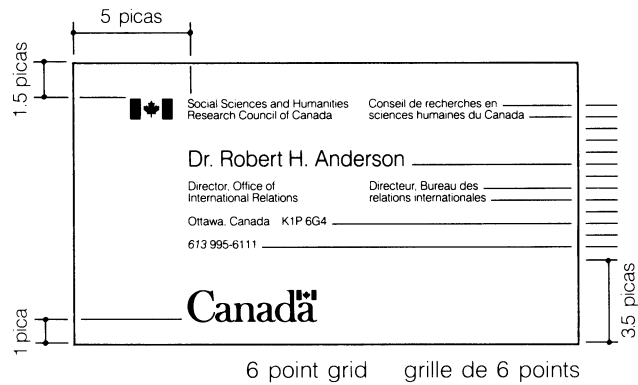 5 picas
1.5 picas
Social Sciences and Humanities
Research Council of Canada
Conseil de recherches en
sciences humaines du Canada
Dr. Robert H. Anderson
Director, Office of
International Relations
Directeur, Bureau des
relations internationales
Ottawa, Canada K1P 6G4
613 995-6111
Canada
1 pica
3.5 picas
6 point grid grille de 6 points